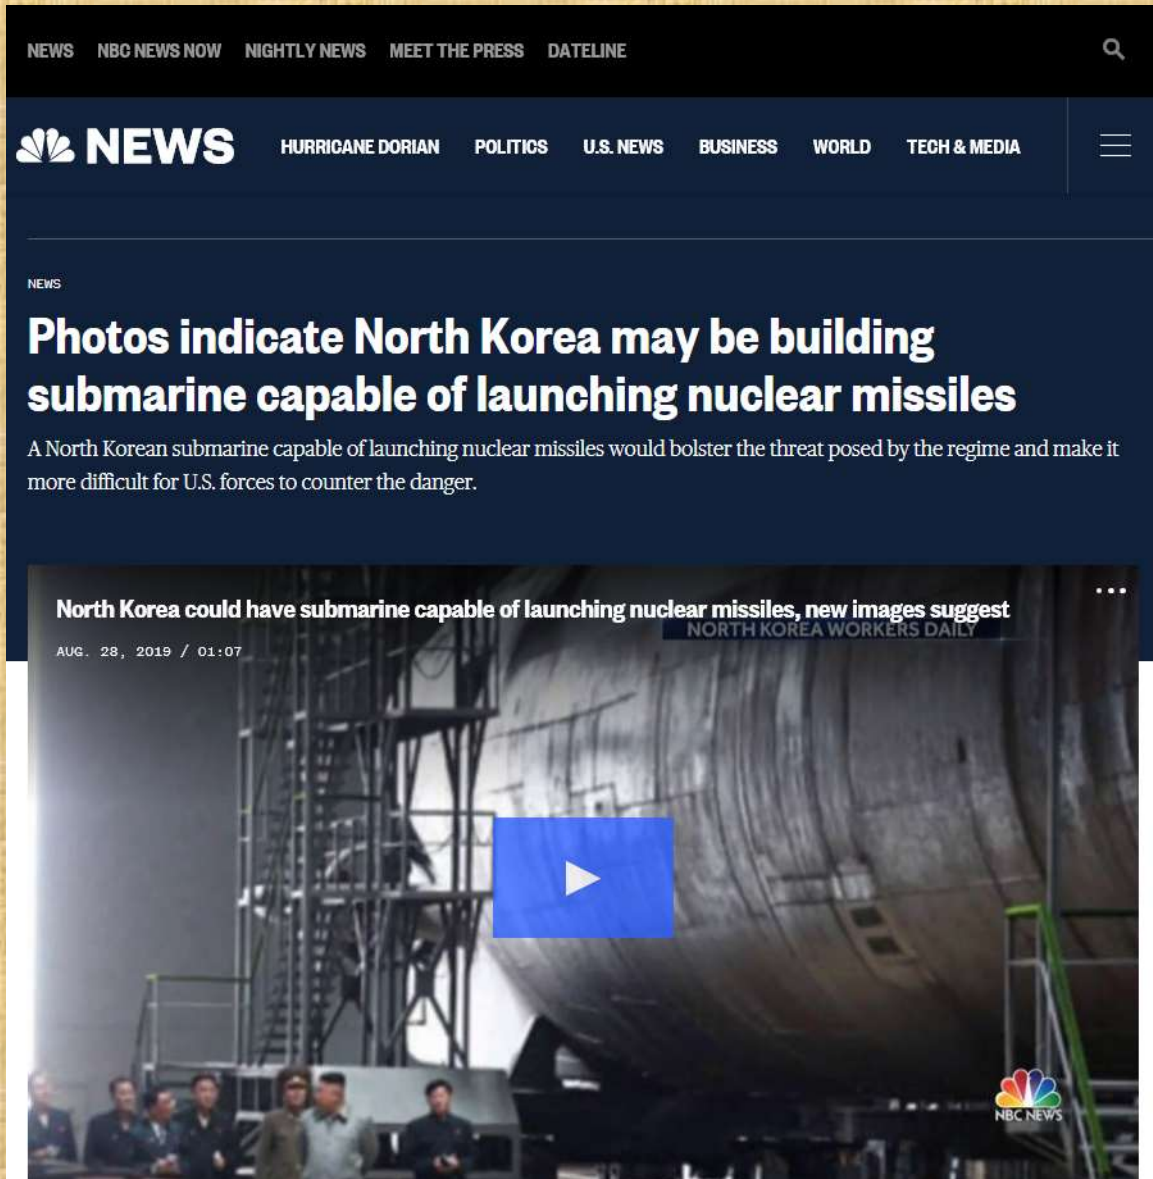 NEWS NBC NEWS NOW NIGHTLY NEWS MEET THE PRESS DATELINE
NEWS HURRICANE DORIAN POLITICS U.S. NEWS BUSINESS WORLD TECH & MEDIA
NEWS
Photos indicate North Korea may be building
submarine capable of launching nuclear missiles
A North Korean submarine capable of launching nuclear missiles would bolster the threat posed by the regime and make it
more difficult for U.S. forces to counter the danger.
North Korea could have submarine capable of launching nuclear missiles, new images suggest
NORTH KOREA WORKERS DAILY
AUG. 28, 2019 / 01:07
NBC NEWS